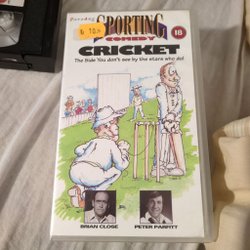 SPORTING
COMEDY
18
CRICKET
The Side You don't see by the stars who do!
BRIAN CLOSE
PETER PARFITT